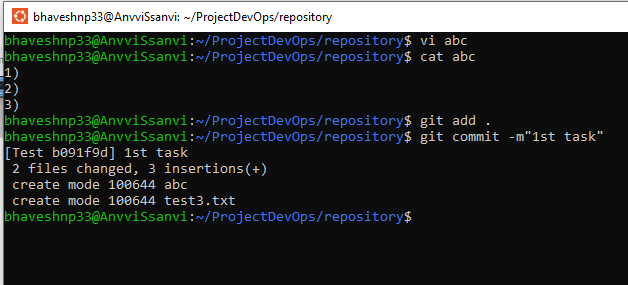 bhaveshnp33@AnvviSsanvi: ~/ProjectDevOps/repository
bhaveshnp33@AnvviSsanvi:~/ProjectDevOps/repository$ vi abc
bhaveshnp33@AnvviSsanvi:~/ProjectDevOps/repository$ cat abc
1)
2)
3)
bhaveshnp33@AnvviSsanvi:~/ProjectDevOps/repository$ git add .
bhaveshnp33@AnvviSsanvi:~/ProjectDevOps/repository$ git commit -m"1st task"
[Test b091f9d] 1st task
 2 files changed, 3 insertions(+)
 create mode 100644 abc
 create mode 100644 test3.txt
bhaveshnp33@AnvviSsanvi:~/ProjectDevOps/repository$